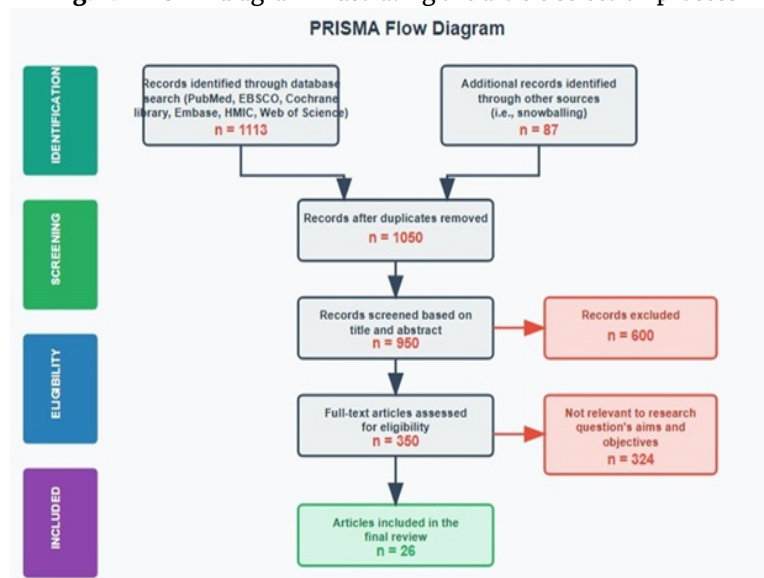 PRISMA Flow Diagram
IDENTIFICATION
Records identified through database
search (PubMed, EBSCO, Cochrane
library, Embase, HMIC, Web of Science)
n = 1113
Additional records identified
through other sources
(i.e., snowballing)
n = 87
SCREENING
Records after duplicates removed
n = 1050
Records screened based on
title and abstract
n = 950
Records excluded
n = 600
ELIGIBILITY
Full-text articles assessed
for eligibility
n = 350
Not relevant to research
question's aims and
objectives
n = 324
INCLUDED
Articles included in the
final review
n = 26